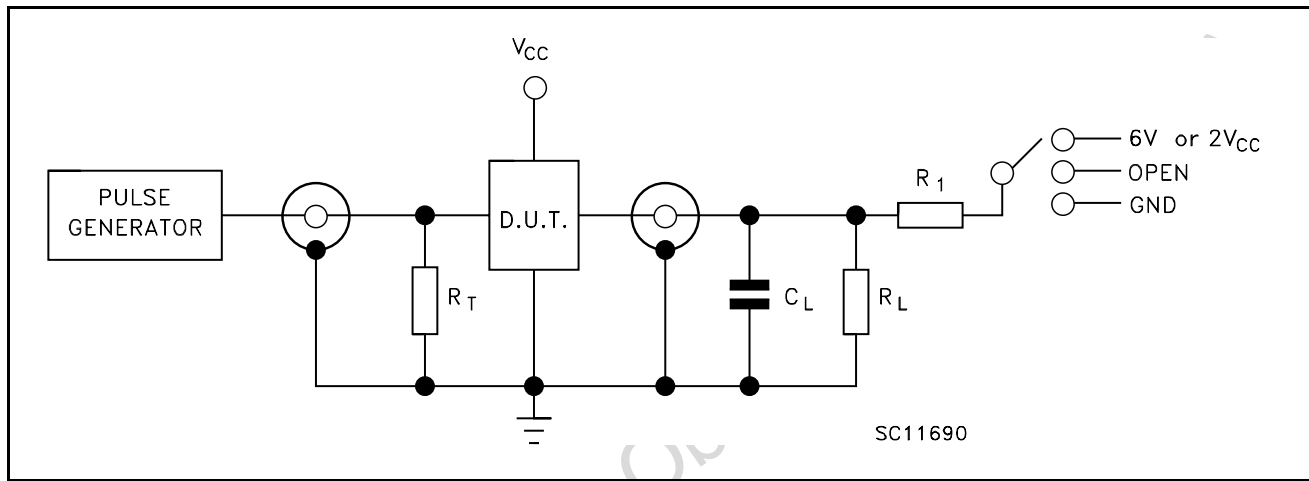 VCC
6V or 2VCC
OPEN
GND
R1
PULSE
GENERATOR
D.U.T.
RT
CL
RL
SC11690